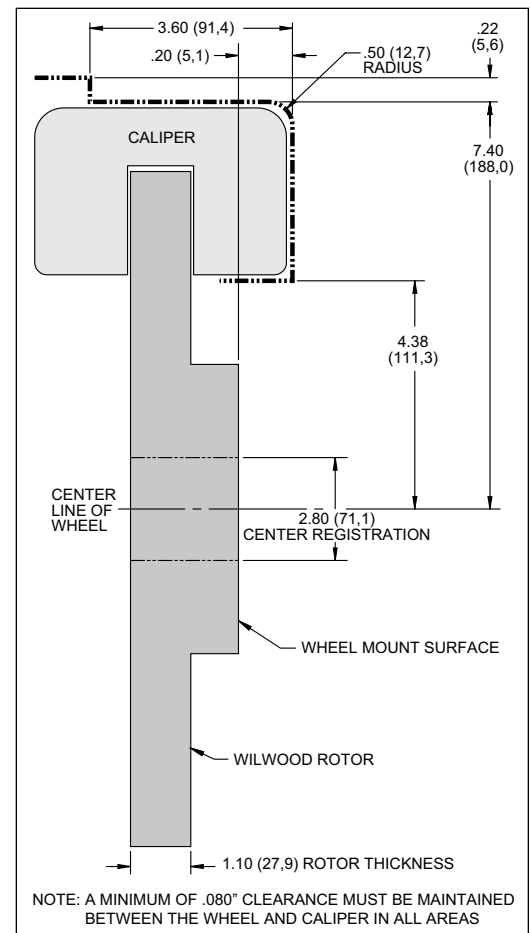 3.60 (91,4)
.20 (5,1)
.50 (12,7)
RADIUS
.22
(5,6)
CALIPER
7.40
(188,0)
4.38
(111,3)
CENTER
LINE OF
WHEEL
2.80 (71,1)
CENTER REGISTRATION
WHEEL MOUNT SURFACE
WILWOOD ROTOR
1.10 (27,9) ROTOR THICKNESS
NOTE: A MINIMUM OF .080" CLEARANCE MUST BE MAINTAINED
BETWEEN THE WHEEL AND CALIPER IN ALL AREAS